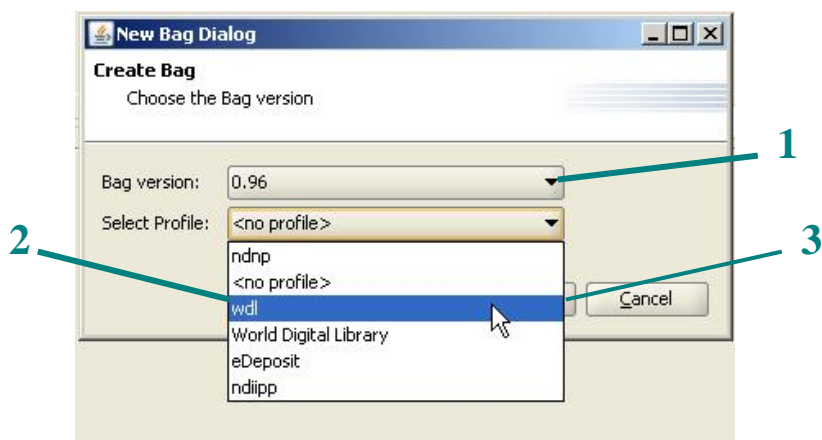 New Bag Dialog
Create Bag
Choose the Bag version
1
Bag version: 0.96
2
Select Profile: <no profile>
3
ndnp
<no profile>
wdl
Cancel
World Digital Library
eDeposit
ndiipp